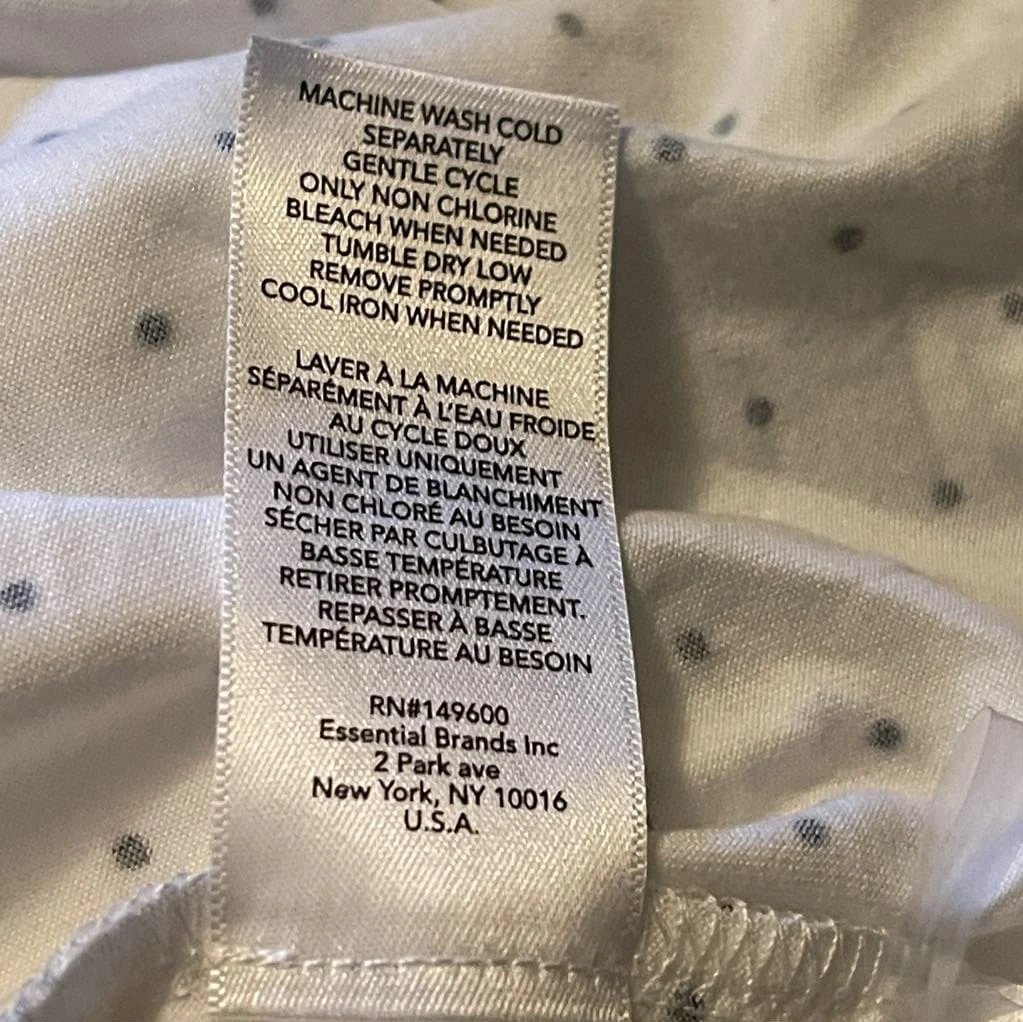 MACHINE WASH COLD
SEPARATELY
GENTLE CYCLE
ONLY NON CHLORINE
BLEACH WHEN NEEDED
TUMBLE DRY LOW
REMOVE PROMPTLY
COOL IRON WHEN NEEDED
LAVER À LA MACHINE
SÉPARÉMENT À L'EAU FROIDE
AU CYCLE DOUX
UTILISER UNIQUEMENT
UN AGENT DE BLANCHIMENT
NON CHLORÉ AU BESOIN
SÉCHER PAR CULBUTAGE À
BASSE TEMPÉRATURE
RETIRER PROMPTEMENT.
REPASSER À BASSE
TEMPÉRATURE AU BESOIN
RN#149600
Essential Brands Inc
2 Park ave
New York, NY 10016
U.S.A.